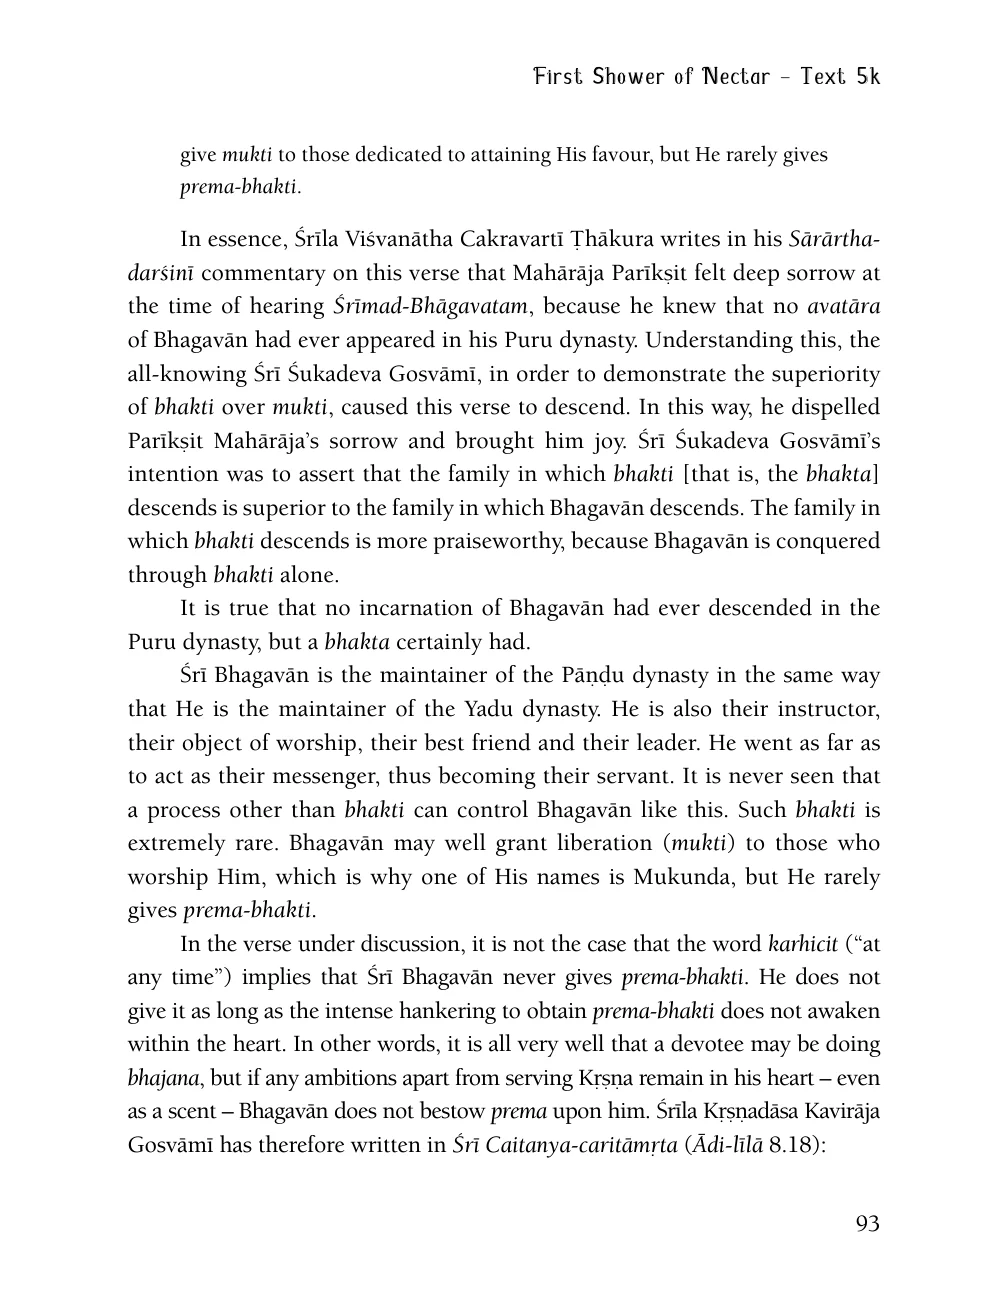 First Shower of Nectar – Text 5k
give mukti to those dedicated to attaining His favour, but He rarely gives
prema-bhakti.
In essence, Śrīla Viśvanātha Cakravartī Ṭhākura writes in his Sārārtha-
darśinī commentary on this verse that Mahārāja Parīkṣit felt deep sorrow at
the time of hearing Śrīmad-Bhāgavatam, because he knew that no avatāra
of Bhagavān had ever appeared in his Puru dynasty. Understanding this, the
all-knowing Śrī Śukadeva Gosvāmī, in order to demonstrate the superiority
of bhakti over mukti, caused this verse to descend. In this way, he dispelled
Parīkṣit Mahārāja’s sorrow and brought him joy. Śrī Śukadeva Gosvāmī’s
intention was to assert that the family in which bhakti [that is, the bhakta]
descends is superior to the family in which Bhagavān descends. The family in
which bhakti descends is more praiseworthy, because Bhagavān is conquered
through bhakti alone.
It is true that no incarnation of Bhagavān had ever descended in the
Puru dynasty, but a bhakta certainly had.
Śrī Bhagavān is the maintainer of the Pāṇḍu dynasty in the same way
that He is the maintainer of the Yadu dynasty. He is also their instructor,
their object of worship, their best friend and their leader. He went as far as
to act as their messenger, thus becoming their servant. It is never seen that
a process other than bhakti can control Bhagavān like this. Such bhakti is
extremely rare. Bhagavān may well grant liberation (mukti) to those who
worship Him, which is why one of His names is Mukunda, but He rarely
gives prema-bhakti.
In the verse under discussion, it is not the case that the word karhicit (“at
any time”) implies that Śrī Bhagavān never gives prema-bhakti. He does not
give it as long as the intense hankering to obtain prema-bhakti does not awaken
within the heart. In other words, it is all very well that a devotee may be doing
bhajana, but if any ambitions apart from serving Kṛṣṇa remain in his heart – even
as a scent – Bhagavān does not bestow prema upon him. Śrīla Kṛṣṇadāsa Kavirāja
Gosvāmī has therefore written in Śrī Caitanya-caritāmṛta (Ādi-līlā 8.18):
93